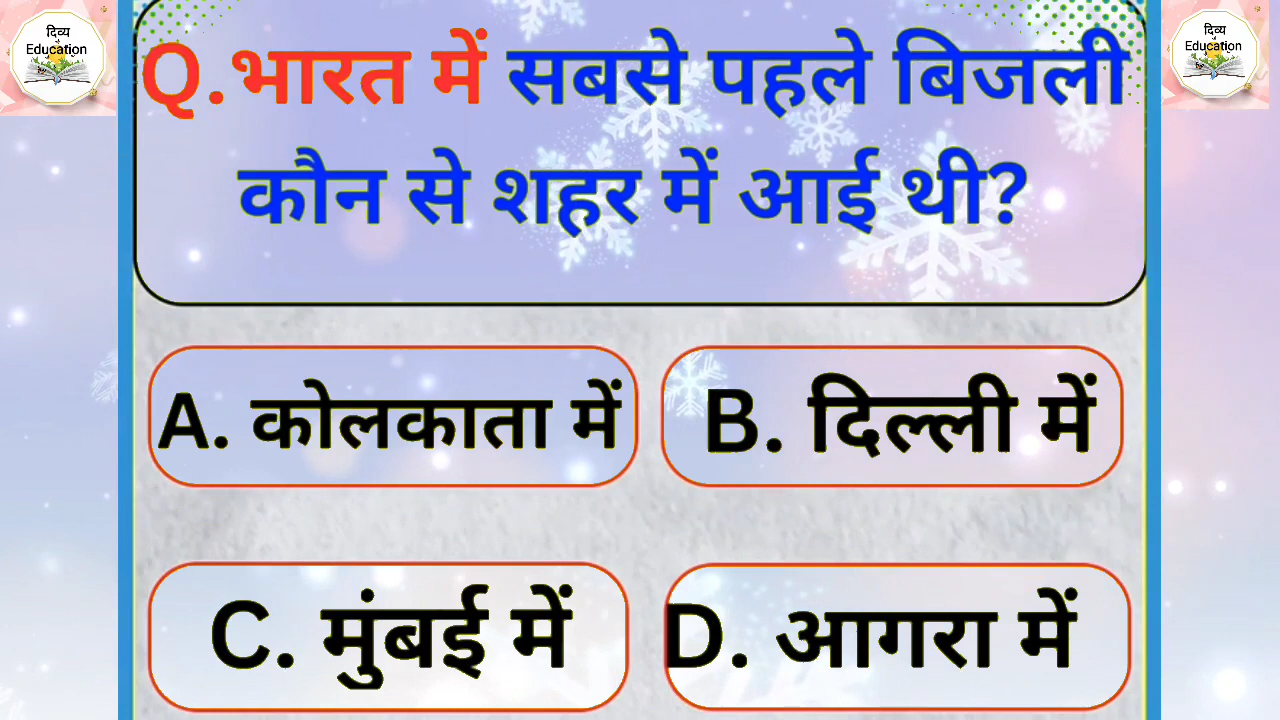 दिव्य
Education
दिव्य
Education
Q.भारत में सबसे पहले बिजली
कौन से शहर में आई थी?
A. कोलकाता में
B. दिल्ली में
C. मुंबई में
D. आगरा में